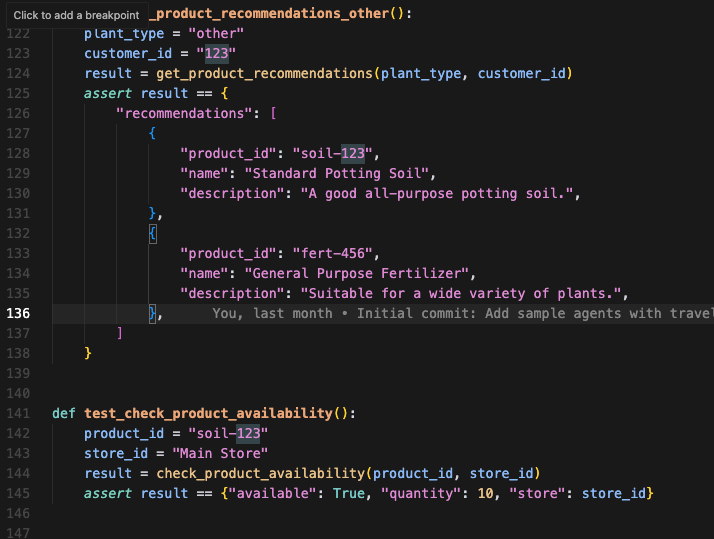 Click to add a breakpoint _product_recommendations_other():
122     plant_type = "other"
123     customer_id = "123"
124     result = get_product_recommendations(plant_type, customer_id)
125     assert result == {
126         "recommendations": [
127             {
128                 "product_id": "soil-123",
129                 "name": "Standard Potting Soil",
130                 "description": "A good all-purpose potting soil.",
131             },
132             {
133                 "product_id": "fert-456",
134                 "name": "General Purpose Fertilizer",
135                 "description": "Suitable for a wide variety of plants.",
136             },      You, last month • Initial commit: Add sample agents with travel
137         ]
138     }
139
140
141 def test_check_product_availability():
142     product_id = "soil-123"
143     store_id = "Main Store"
144     result = check_product_availability(product_id, store_id)
145     assert result == {"available": True, "quantity": 10, "store": store_id}
146
147